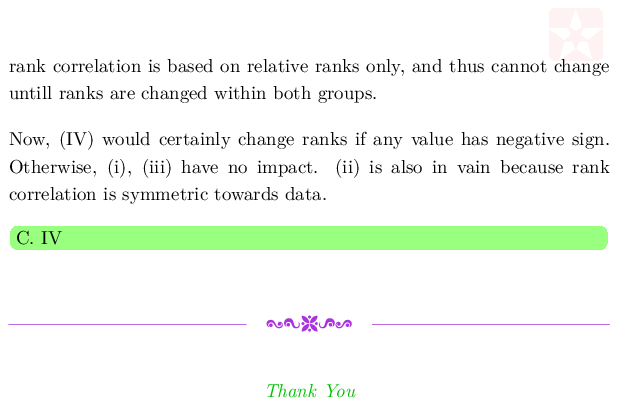 rank correlation is based on relative ranks only, and thus cannot change
untill ranks are changed within both groups.
Now, (IV) would certainly change ranks if any value has negative sign.
Otherwise, (i), (iii) have no impact. (ii) is also in vain because rank
correlation is symmetric towards data.
C. IV
Thank You